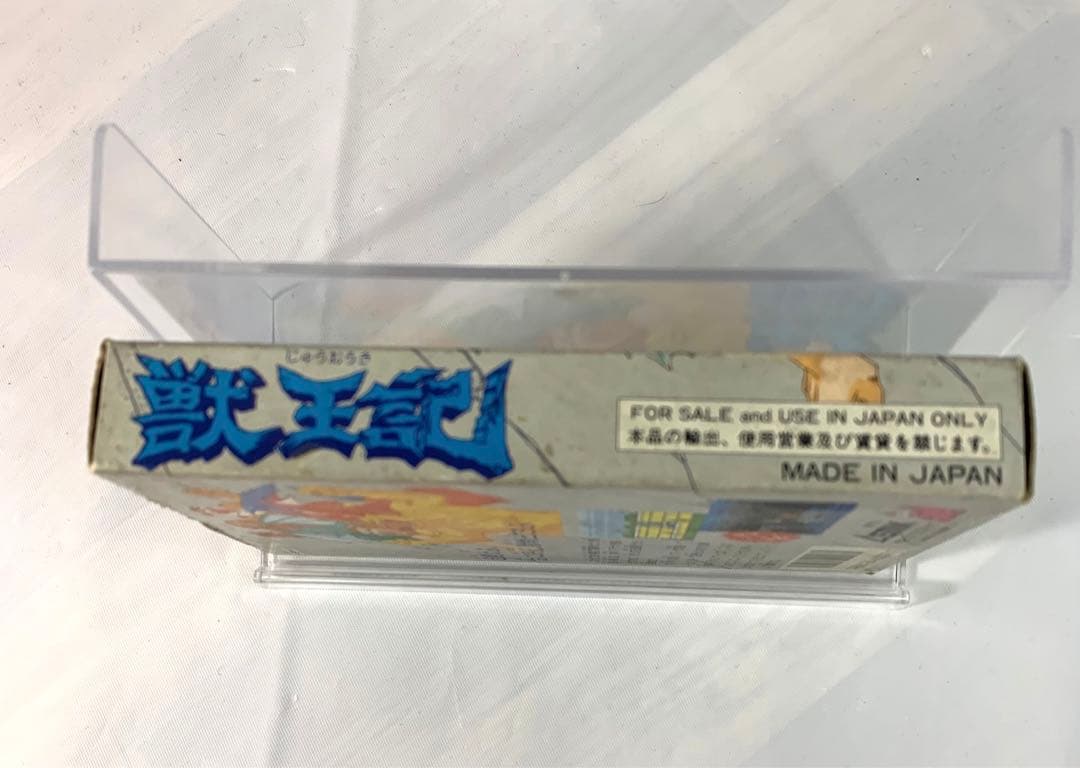 じゅうおうき
獣王記
FOR SALE and USE IN JAPAN ONLY
本品の輸出、使用営業及び賃貸を禁じます。
MADE IN JAPAN